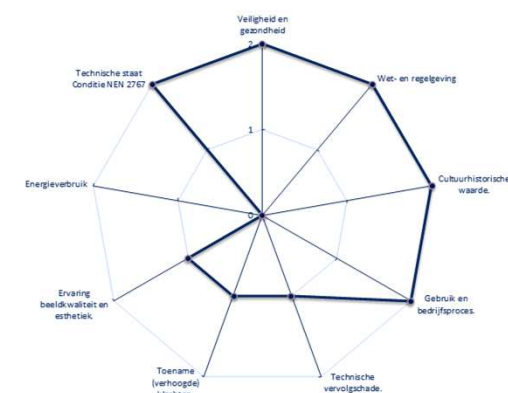 Veiligheid en
gezondheid
2
Technische staat
Conditie NEN 2767
Wet- en regelgeving
1
Energieverbruik
Cultuurhistorische
waarde.
0
Ervaring
beeldkwaliteit en
esthetiek.
Gebruik en
bedrijfsproces.
Toename
(verhoogde)
Technische
vervolgschade.